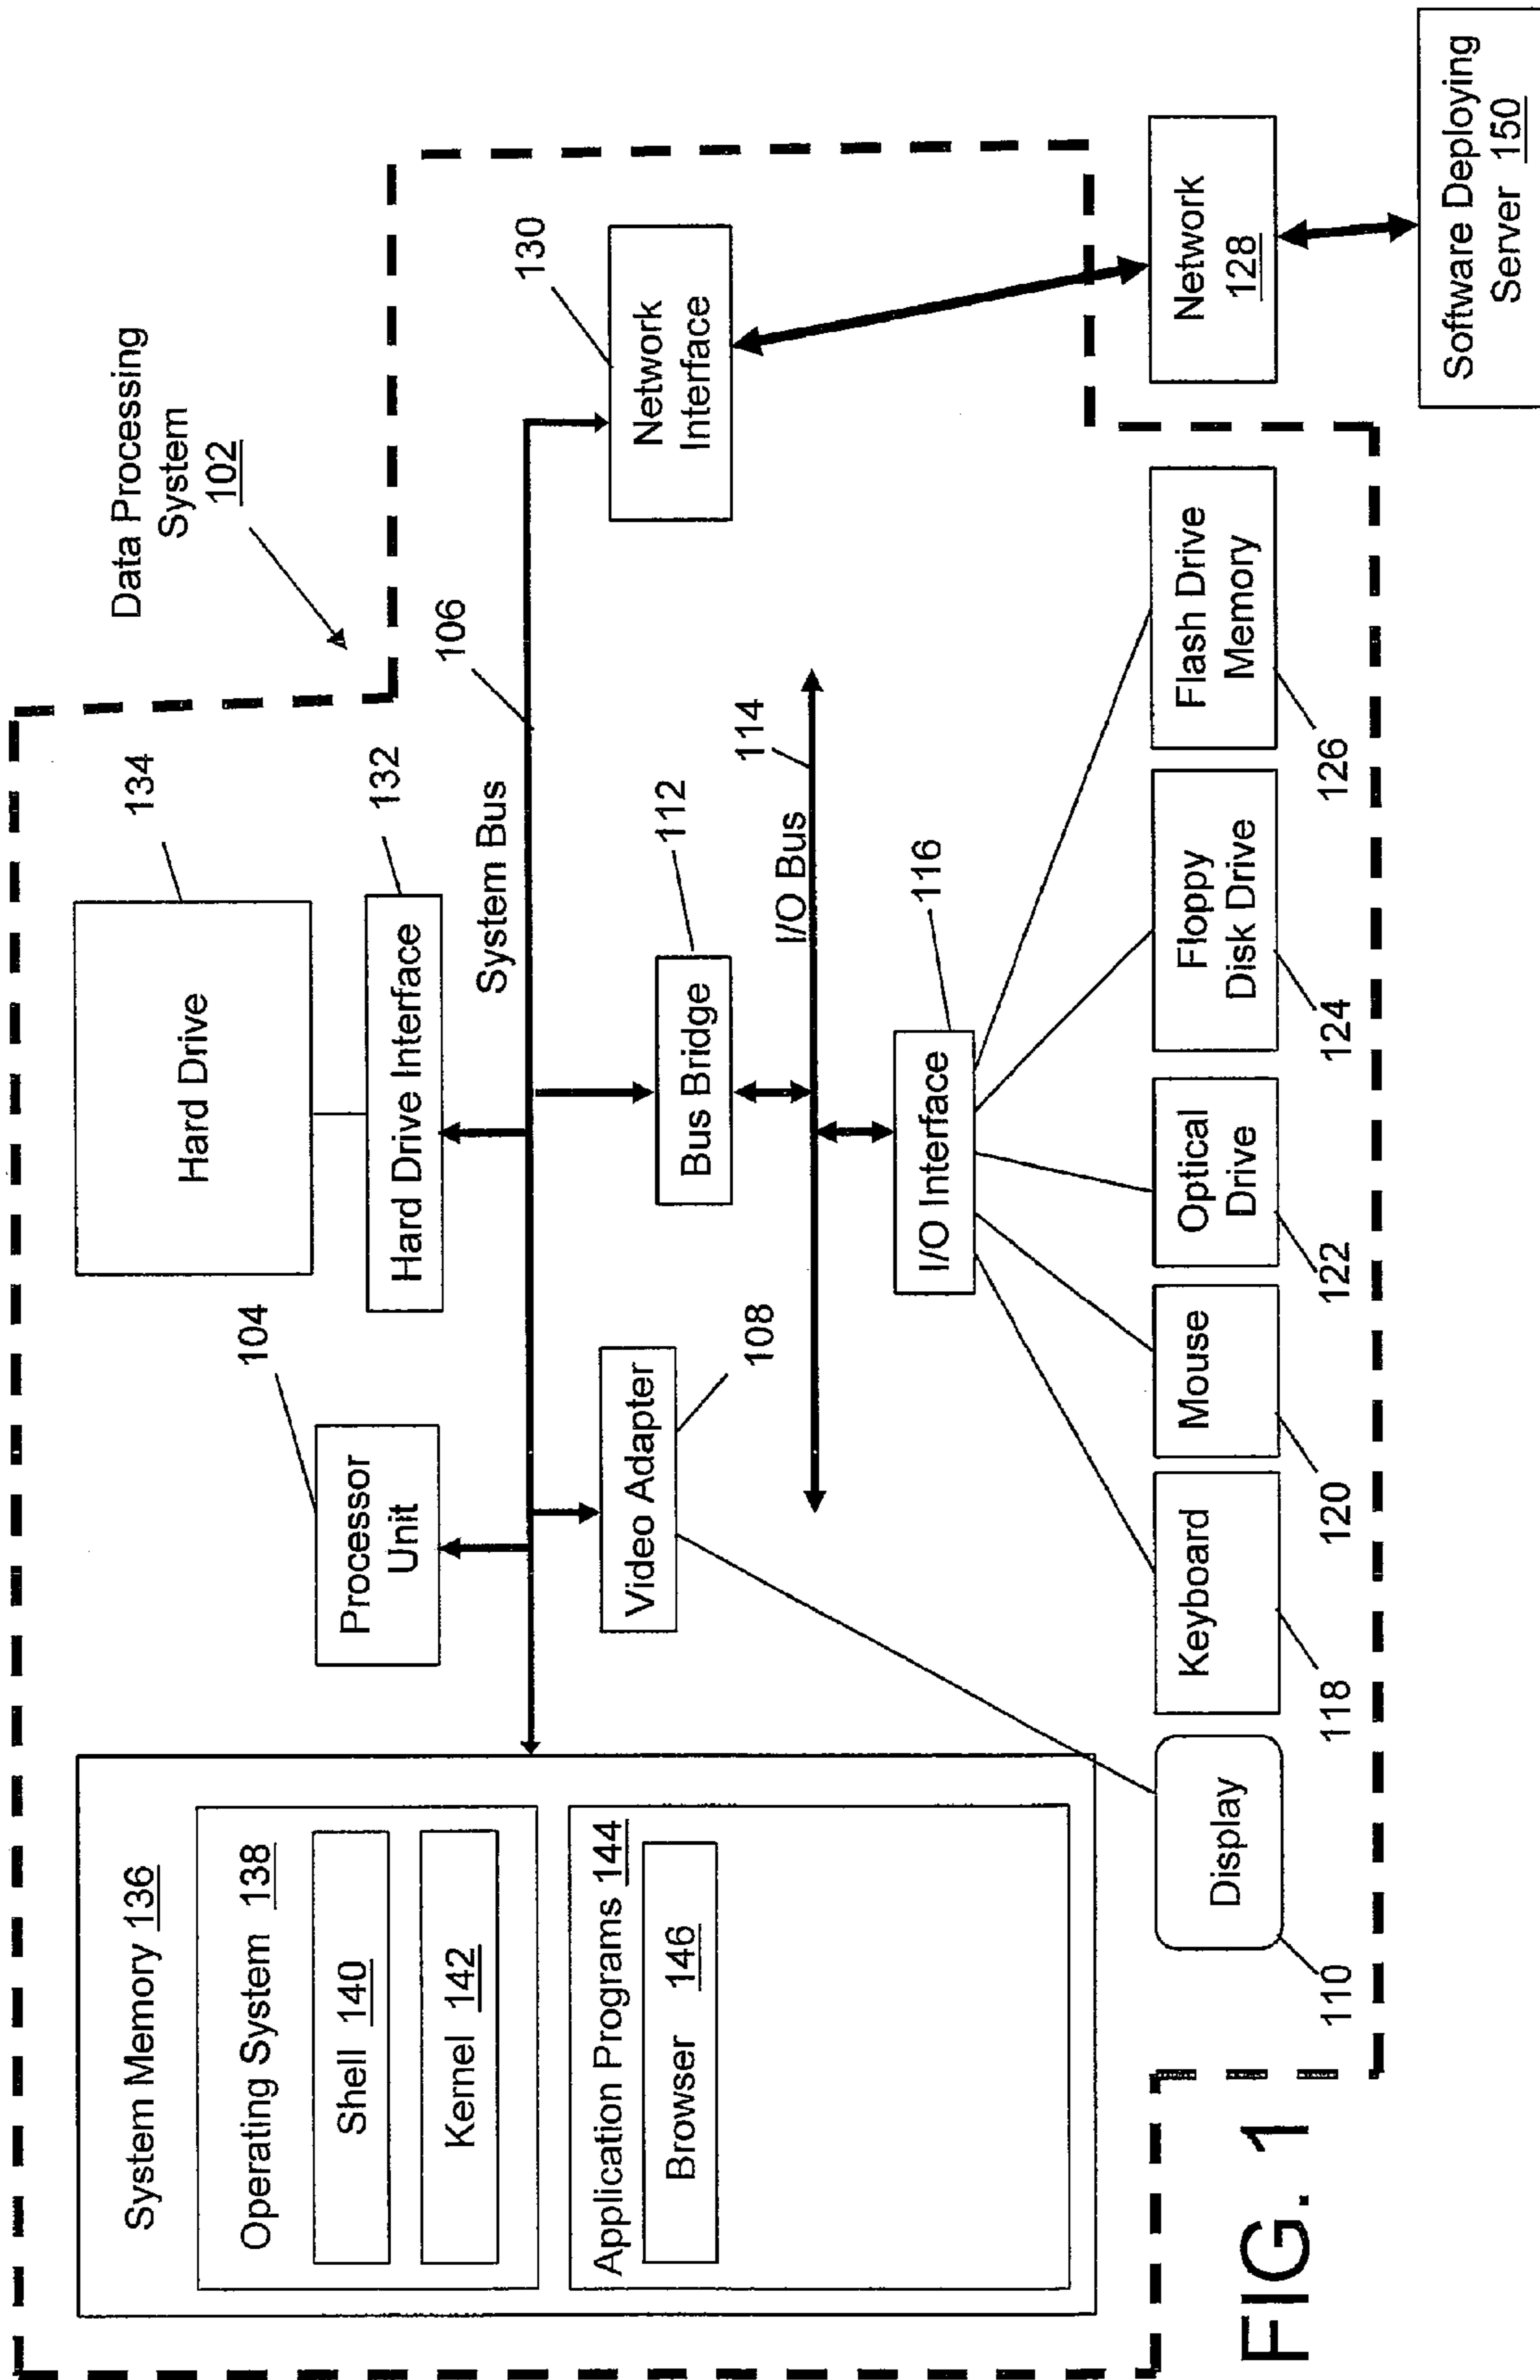 Data Processing
System
102
134
Hard Drive
132
Hard Drive Interface
104
Processor
Unit
System Memory 136
Operating System 138
Shell 140
Kernel 142
Application Programs 144
Browser 146
System Bus
106
130
Network
Interface
Video Adapter
108
Bus Bridge
112
I/O Bus
114
I/O Interface
116
Display
110
Keyboard
118
Mouse
120
Optical
Drive
122
Floppy
Disk Drive
124
Flash Drive
Memory
126
Network
128
Software Deploying
Server 150
FIG. 1